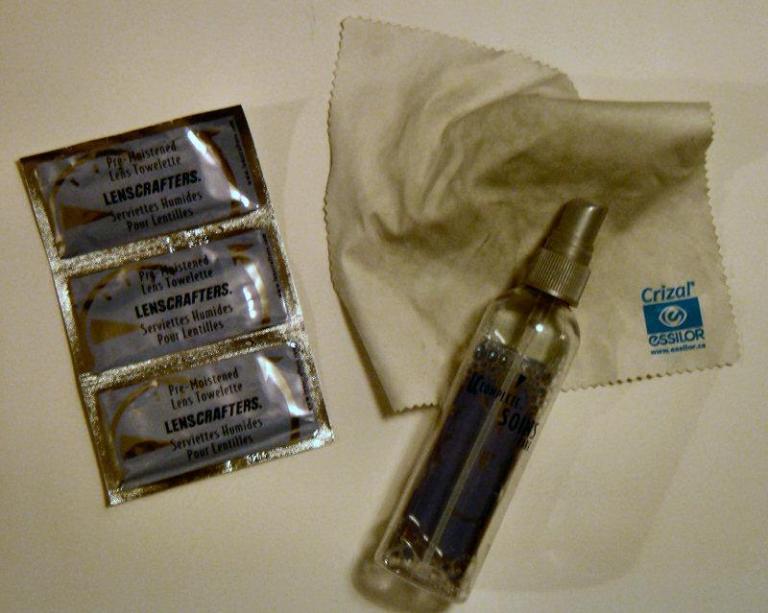 Pre-Moistened
Lens Towelette
LENSCRAFTERS.
Serviettes Humides
Pour Lentilles
Pre-Moistened
Lens Towelette
LENSCRAFTERS.
Serviettes Humides
Pour Lentilles
Pre-Moistened
Lens Towelette
LENSCRAFTERS.
Serviettes Humides
Pour Lentilles
Crizal®
ESSILOR
www.essilor.ca
COMPLETE
SOINS